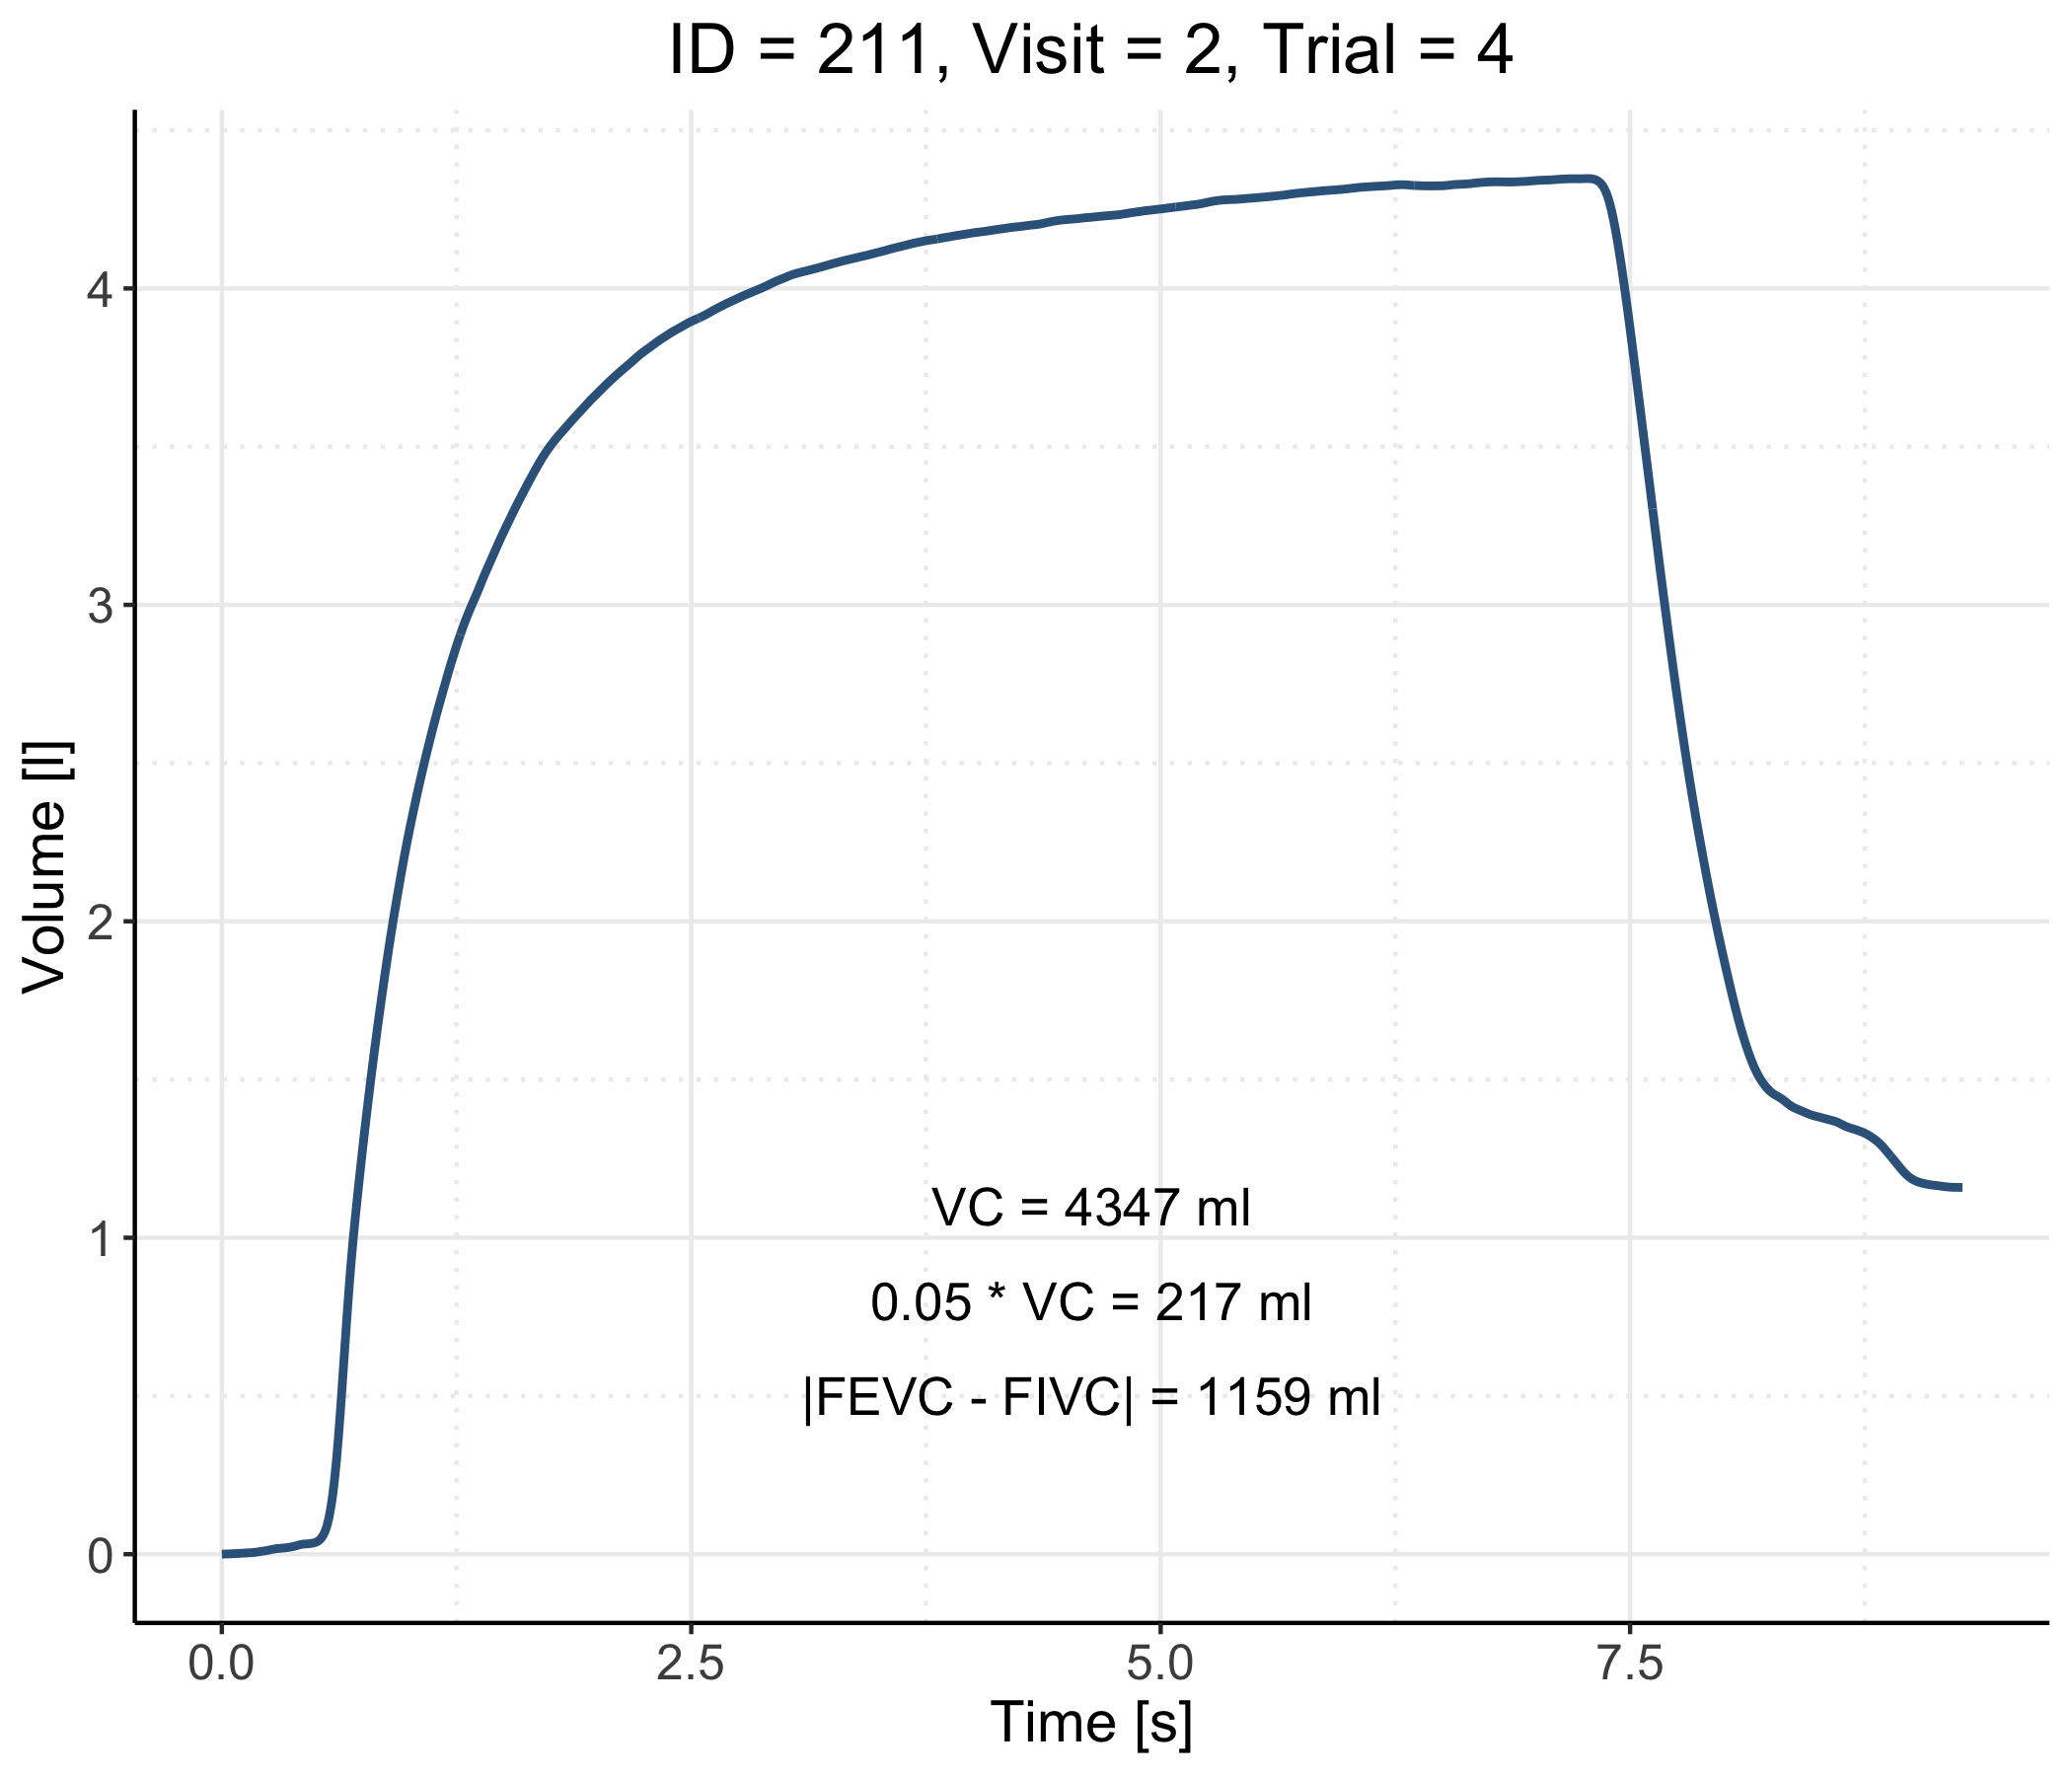 ID = 211, Visit = 2, Trial = 4
Volume [l]
4
3
2
1
0
VC = 4347 ml
0.05 * VC = 217 ml
|FEVC - FIVC| = 1159 ml
0.0 2.5 5.0 7.5
Time [s]